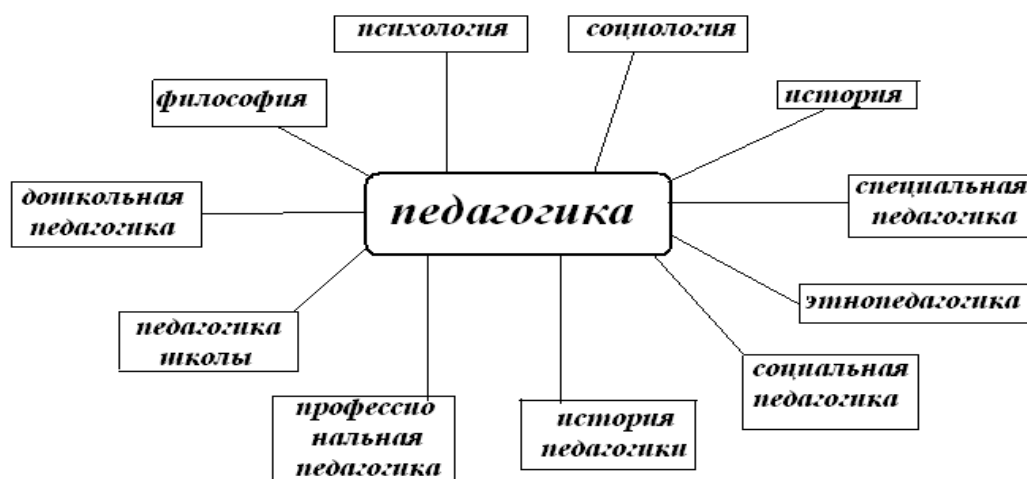 психология
социология
философия
история
дошкольная
педагогика
педагогика
специальная
педагогика
этнопедагогика
педагогика
школы
социальная
педагогика
профессио
нальная
педагогика
история
педагогики